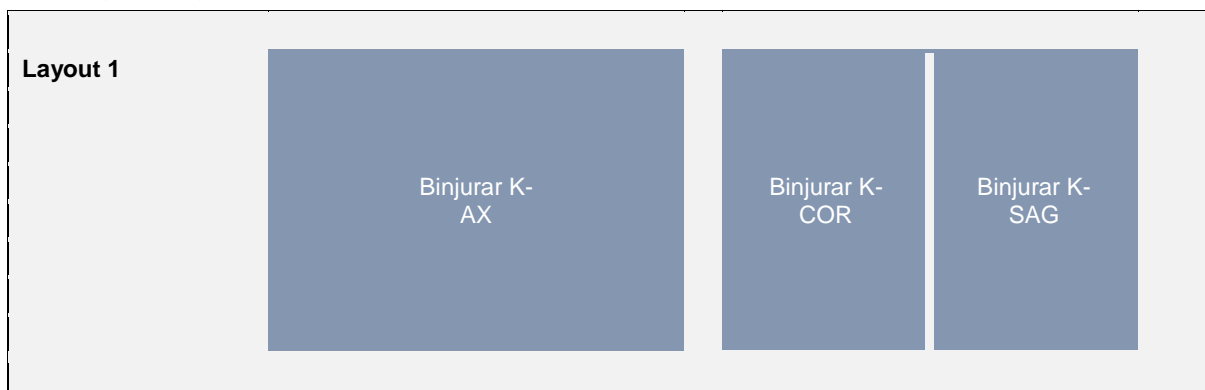 Layout 1
Binjurar K-
AX
Binjurar K-
COR
Binjurar K-
SAG